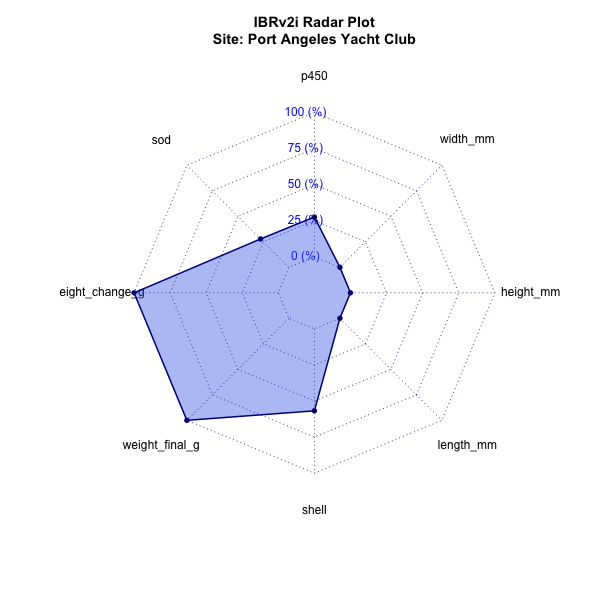 IBRv2i Radar Plot
Site: Port Angeles Yacht Club
p450
100 (%)
sod
width_mm
75 (%)
50 (%)
25 (%)
0 (%)
eight_change_g
height_mm
weight_final_g
length_mm
shell